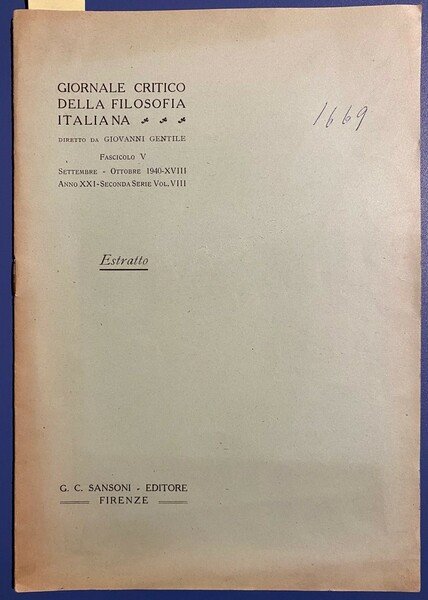 GIORNALE CRITICO
DELLA FILOSOFIA
ITALIANA
DIRETTO DA GIOVANNI GENTILE
FASCICOLO V
SETTEMBRE - OTTOBRE 1940-XVIII
ANNO XXI-SECONDA SERIE VOL. VIII
1669
Estratto
G. C. SANSONI - EDITORE
FIRENZE